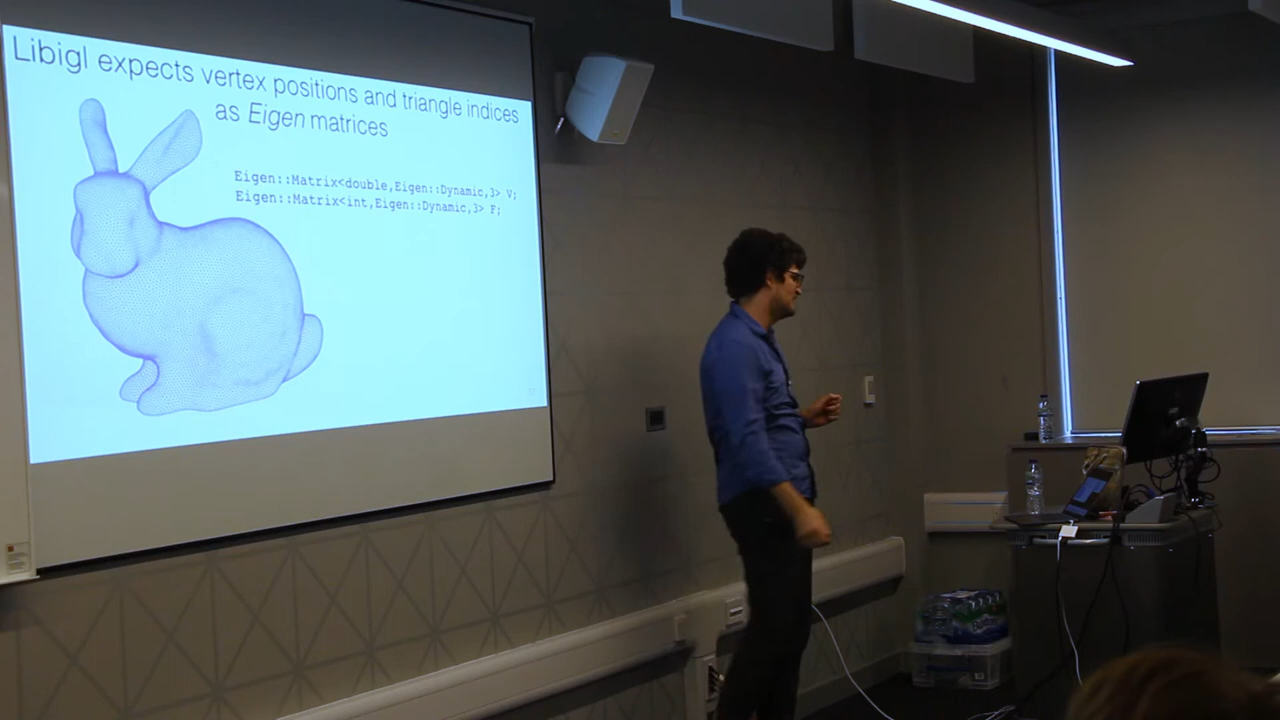 Libigl expects vertex positions and triangle indices
as Eigen matrices
Eigen::Matrix<double,Eigen::Dynamic,3> V;
Eigen::Matrix<int,Eigen::Dynamic,3> F;